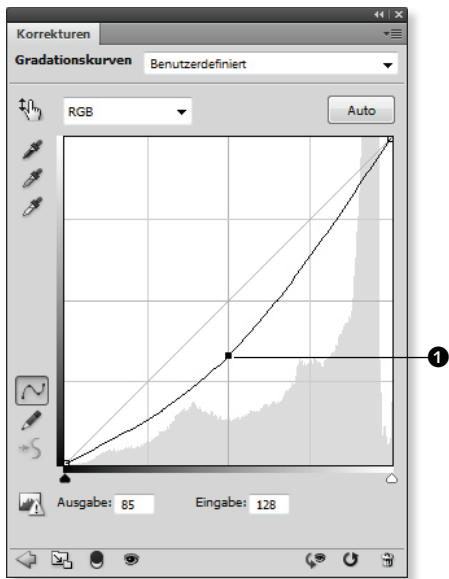 Korrekturen
Gradationskurven Benutzerdefiniert
RGB Auto
1
Ausgabe: 85 Eingabe: 128